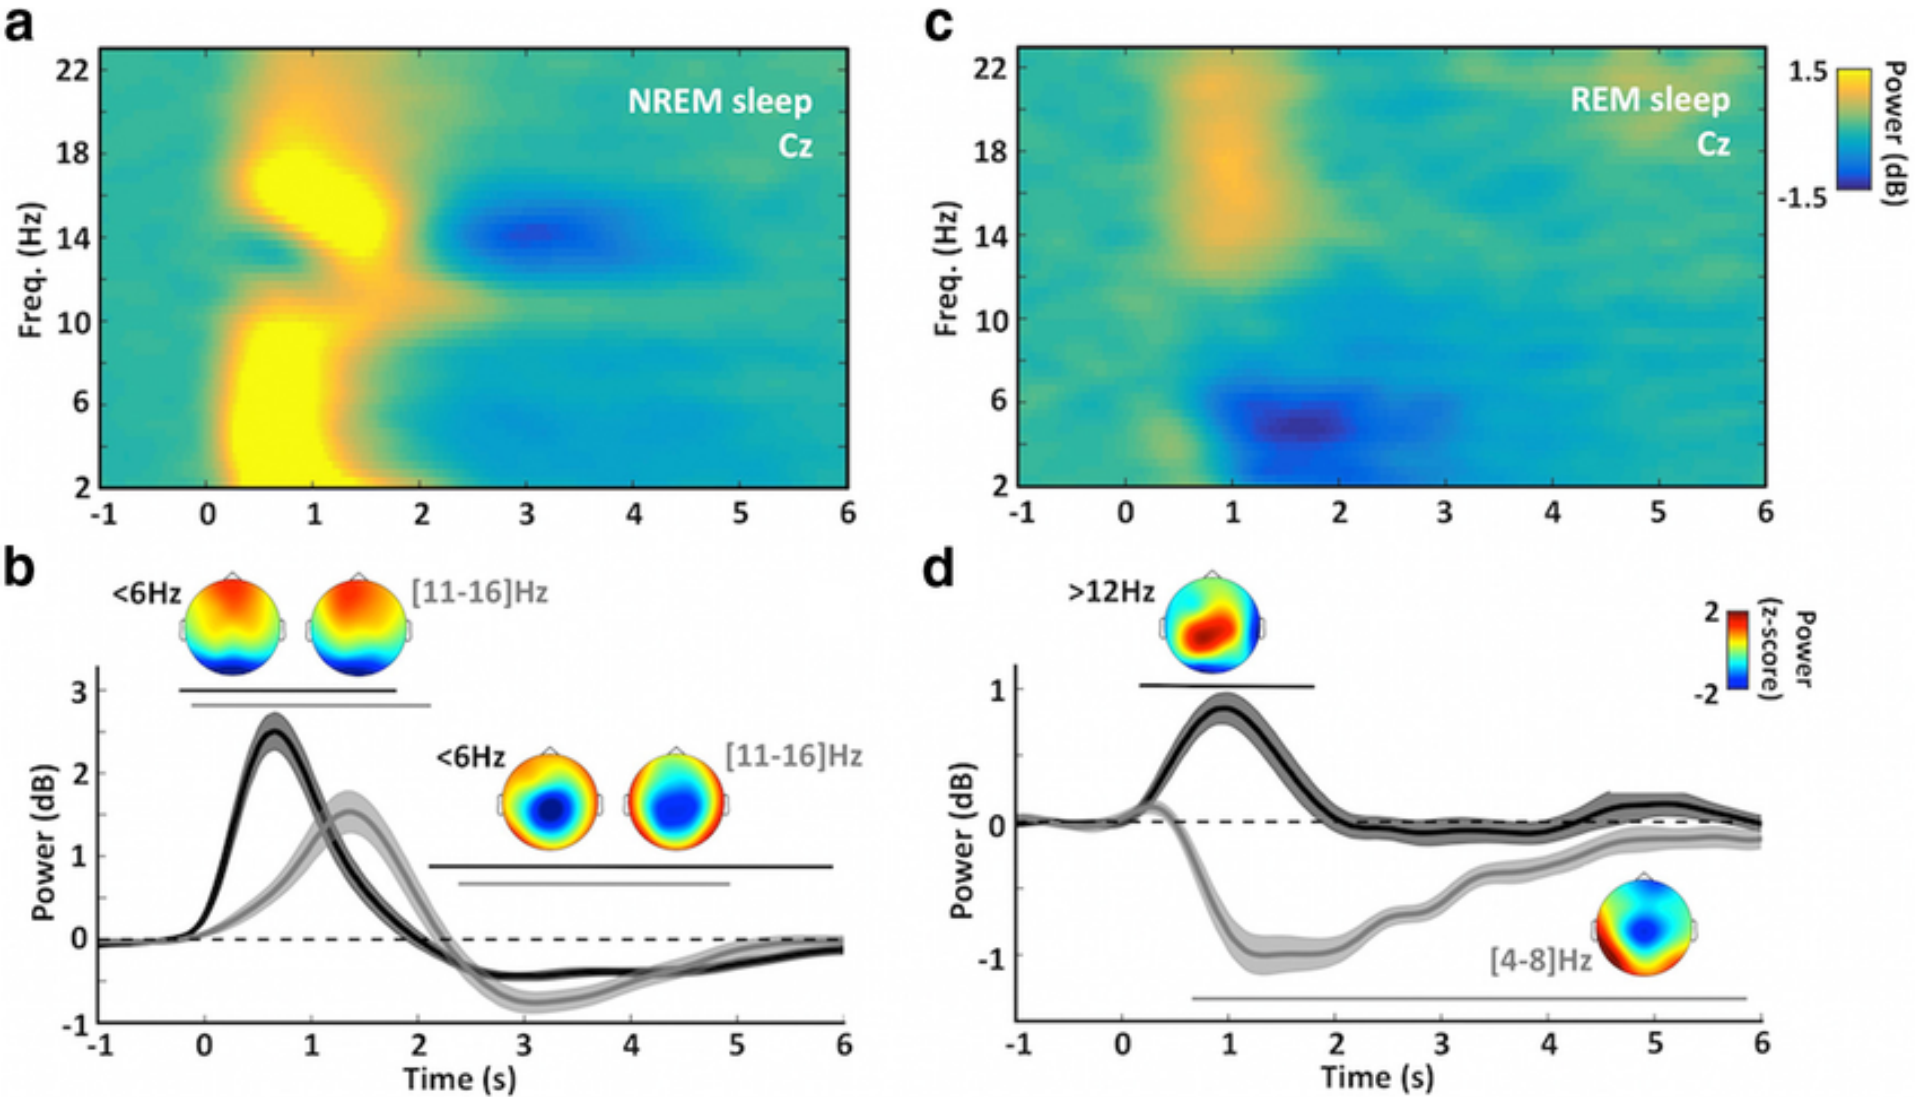 a
22
18
14
10
6
2
Freq. (Hz)
NREM sleep
Cz
-1 0 1 2 3 4 5 6
c
22
18
14
10
6
2
Freq. (Hz)
REM sleep
Cz
-1 0 1 2 3 4 5 6
1.5
-1.5
Power (dB)
b
<6Hz
[11-16]Hz
<6Hz
[11-16]Hz
3
2
1
0
-1
Power (dB)
-1 0 1 2 3 4 5 6
Time (s)
d
>12Hz
2
-2
Power
(z-score)
1
0
-1
Power (dB)
[4-8]Hz
-1 0 1 2 3 4 5 6
Time (s)